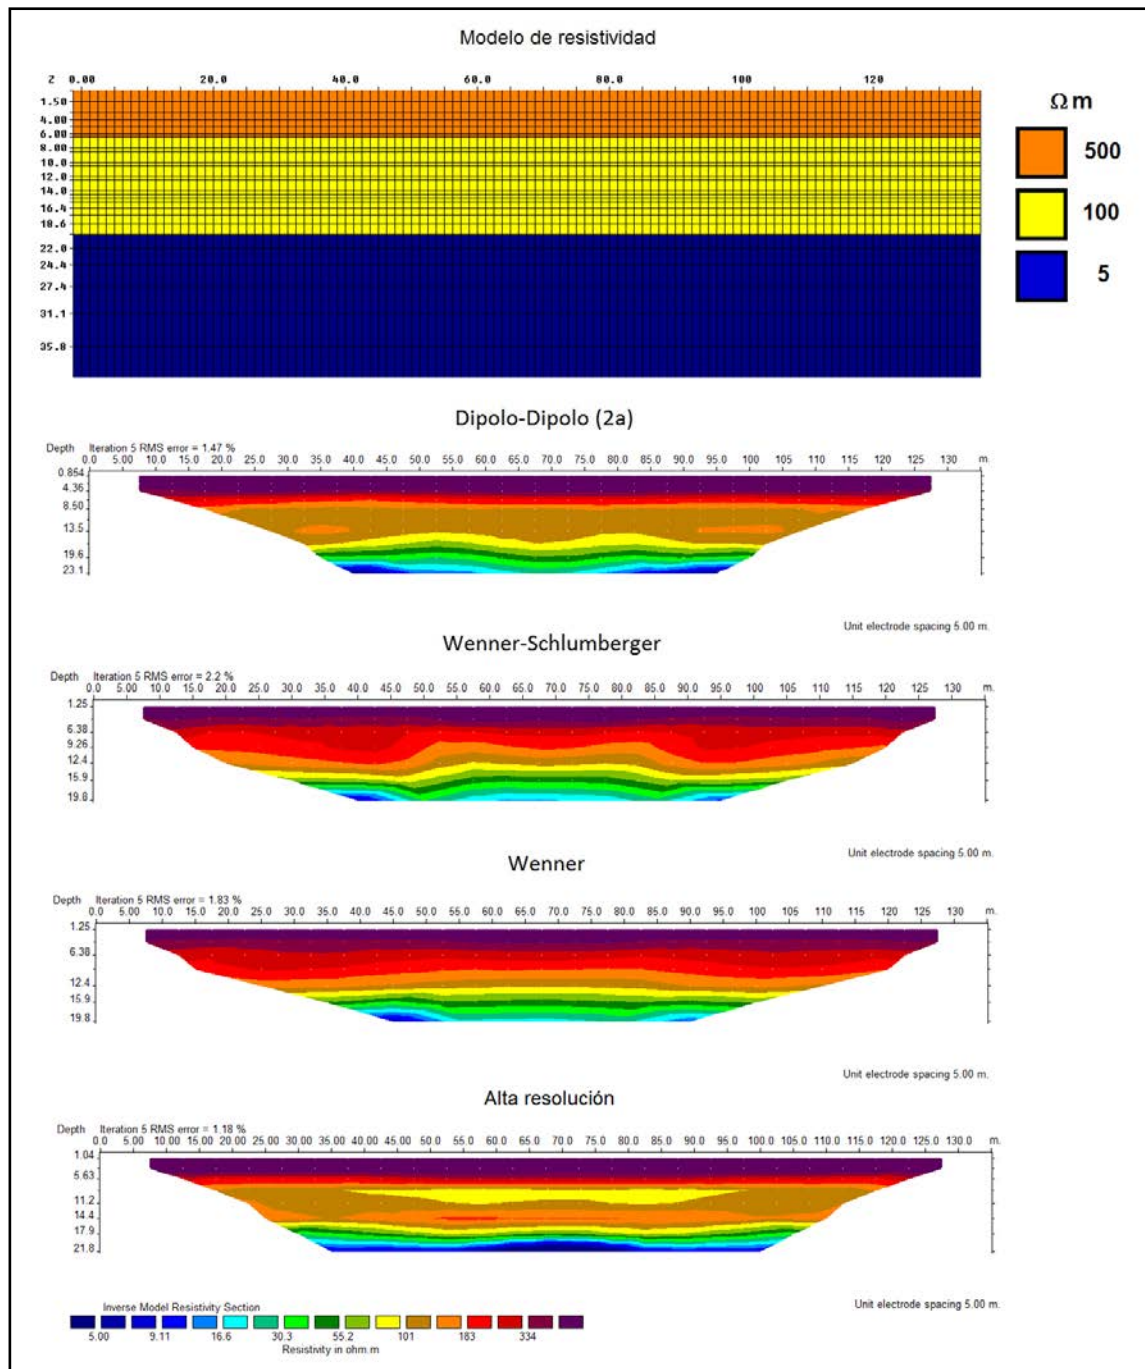 Modelo de resistividad
Z 0.00 20.0 40.0 60.0 80.0 100 120
1.50
4.00
6.00
8.00
10.0
12.0
14.0
16.4
18.6
22.0
24.4
27.4
31.1
35.8
Ω m
500
100
5
Dipolo-Dipolo (2a)
Depth Iteration 5 RMS error = 1.47 %
0.0 5.00 10.0 15.0 20.0 25.0 30.0 35.0 40.0 45.0 50.0 55.0 60.0 65.0 70.0 75.0 80.0 85.0 90.0 95.0 100 105 110 115 120 125 130 m.
0.854
4.36
8.50
13.5
19.6
23.1
Unit electrode spacing 5.00 m.
Wenner-Schlumberger
Depth Iteration 5 RMS error = 2.2 %
0.0 5.00 10.0 15.0 20.0 25.0 30.0 35.0 40.0 45.0 50.0 55.0 60.0 65.0 70.0 75.0 80.0 85.0 90.0 95.0 100 105 110 115 120 125 130 m.
1.25
6.38
9.26
12.4
15.9
19.8
Unit electrode spacing 5.00 m.
Wenner
Depth Iteration 5 RMS error = 1.83 %
0.0 5.00 10.0 15.0 20.0 25.0 30.0 35.0 40.0 45.0 50.0 55.0 60.0 65.0 70.0 75.0 80.0 85.0 90.0 95.0 100 105 110 115 120 125 130 m.
1.25
6.38
12.4
15.9
19.8
Unit electrode spacing 5.00 m.
Alta resolución
Depth Iteration 5 RMS error = 1.18 %
0.0 5.00 10.00 15.00 20.00 25.00 30.0 35.0 40.0 45.0 50.0 55.0 60.0 65.0 70.0 75.0 80.0 85.0 90.0 95.0 100.0 105.0 110.0 115.0 120.0 125.0 130.0 m.
1.04
5.63
11.2
14.4
17.9
21.8
Unit electrode spacing 5.00 m.
Inverse Model Resistivity Section
5.00 9.11 16.6 30.3 55.2 101 183 334
Resistivity in ohm.m